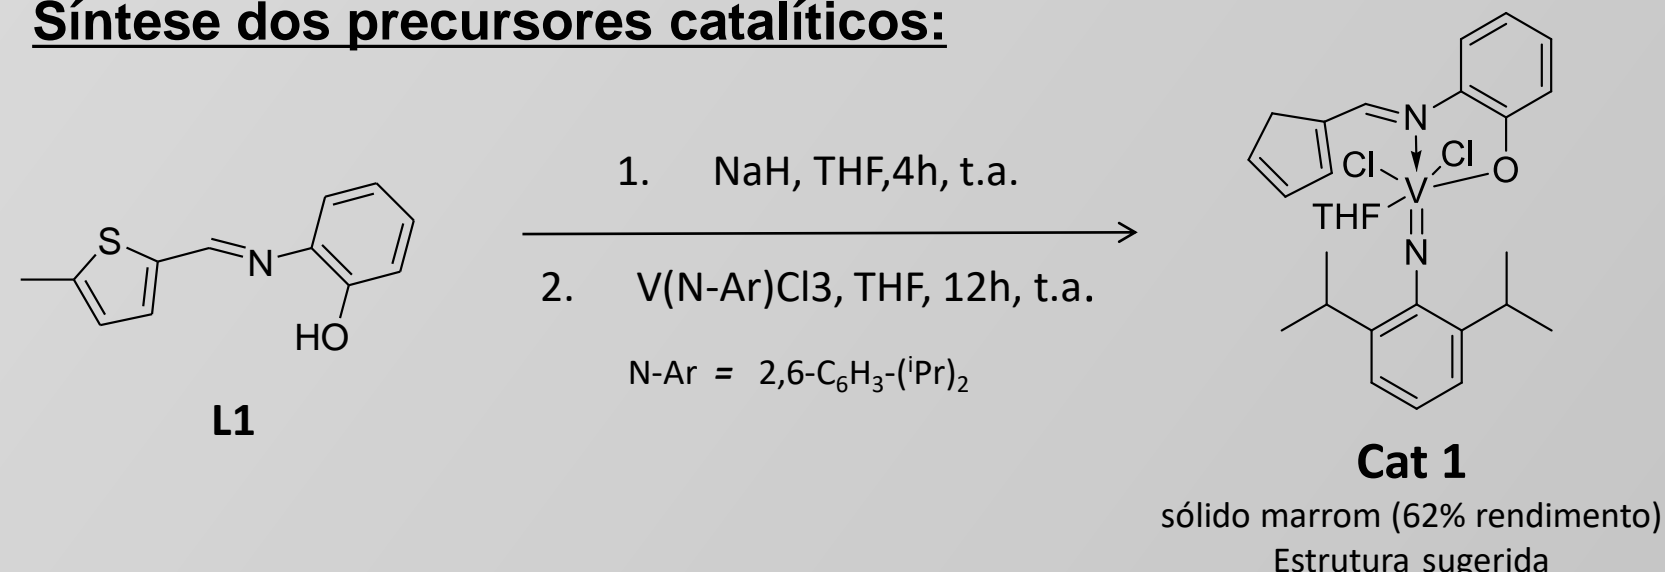 Síntese dos precursores catalíticos:
1. NaH, THF,4h, t.a.
2. V(N-Ar)Cl3, THF, 12h, t.a.
N-Ar = 2,6-C₆H₃-(ⁱPr)₂
S
N
HO
L1
N
Cl
Cl
V
O
THF
N
Cat 1
sólido marrom (62% rendimento)
Estrutura sugerida